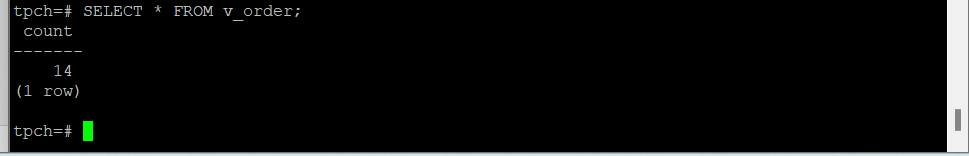 tpch=# SELECT * FROM v_order;
 count
-------
    14
(1 row)
tpch=#